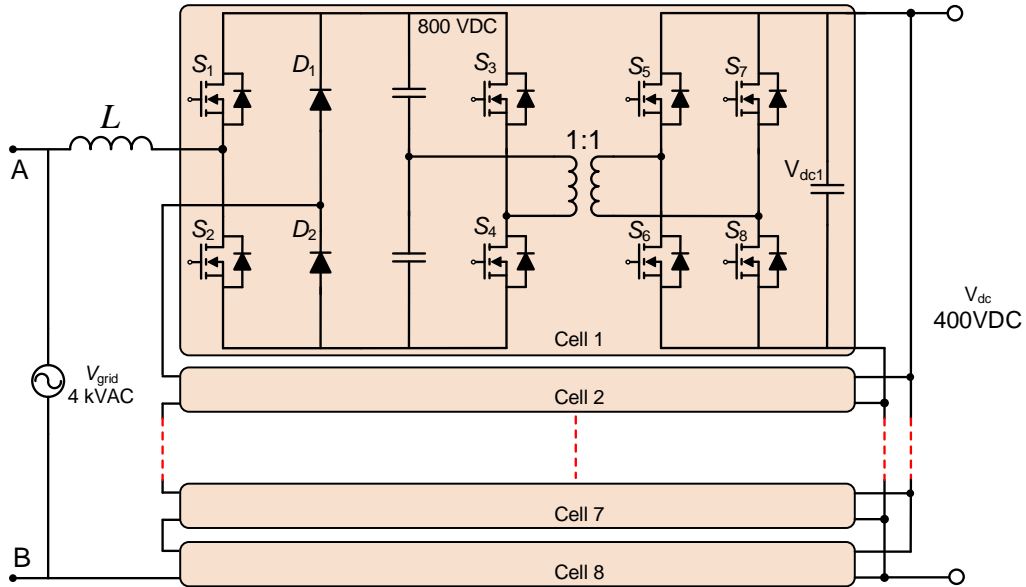 800 VDC
S1
D1
S3
S5
S7
L
1:1
A
Vdc1
S2
D2
S4
S6
S8
Vdc
400VDC
Cell 1
Vgrid
4 kVAC
Cell 2
Cell 7
B
Cell 8